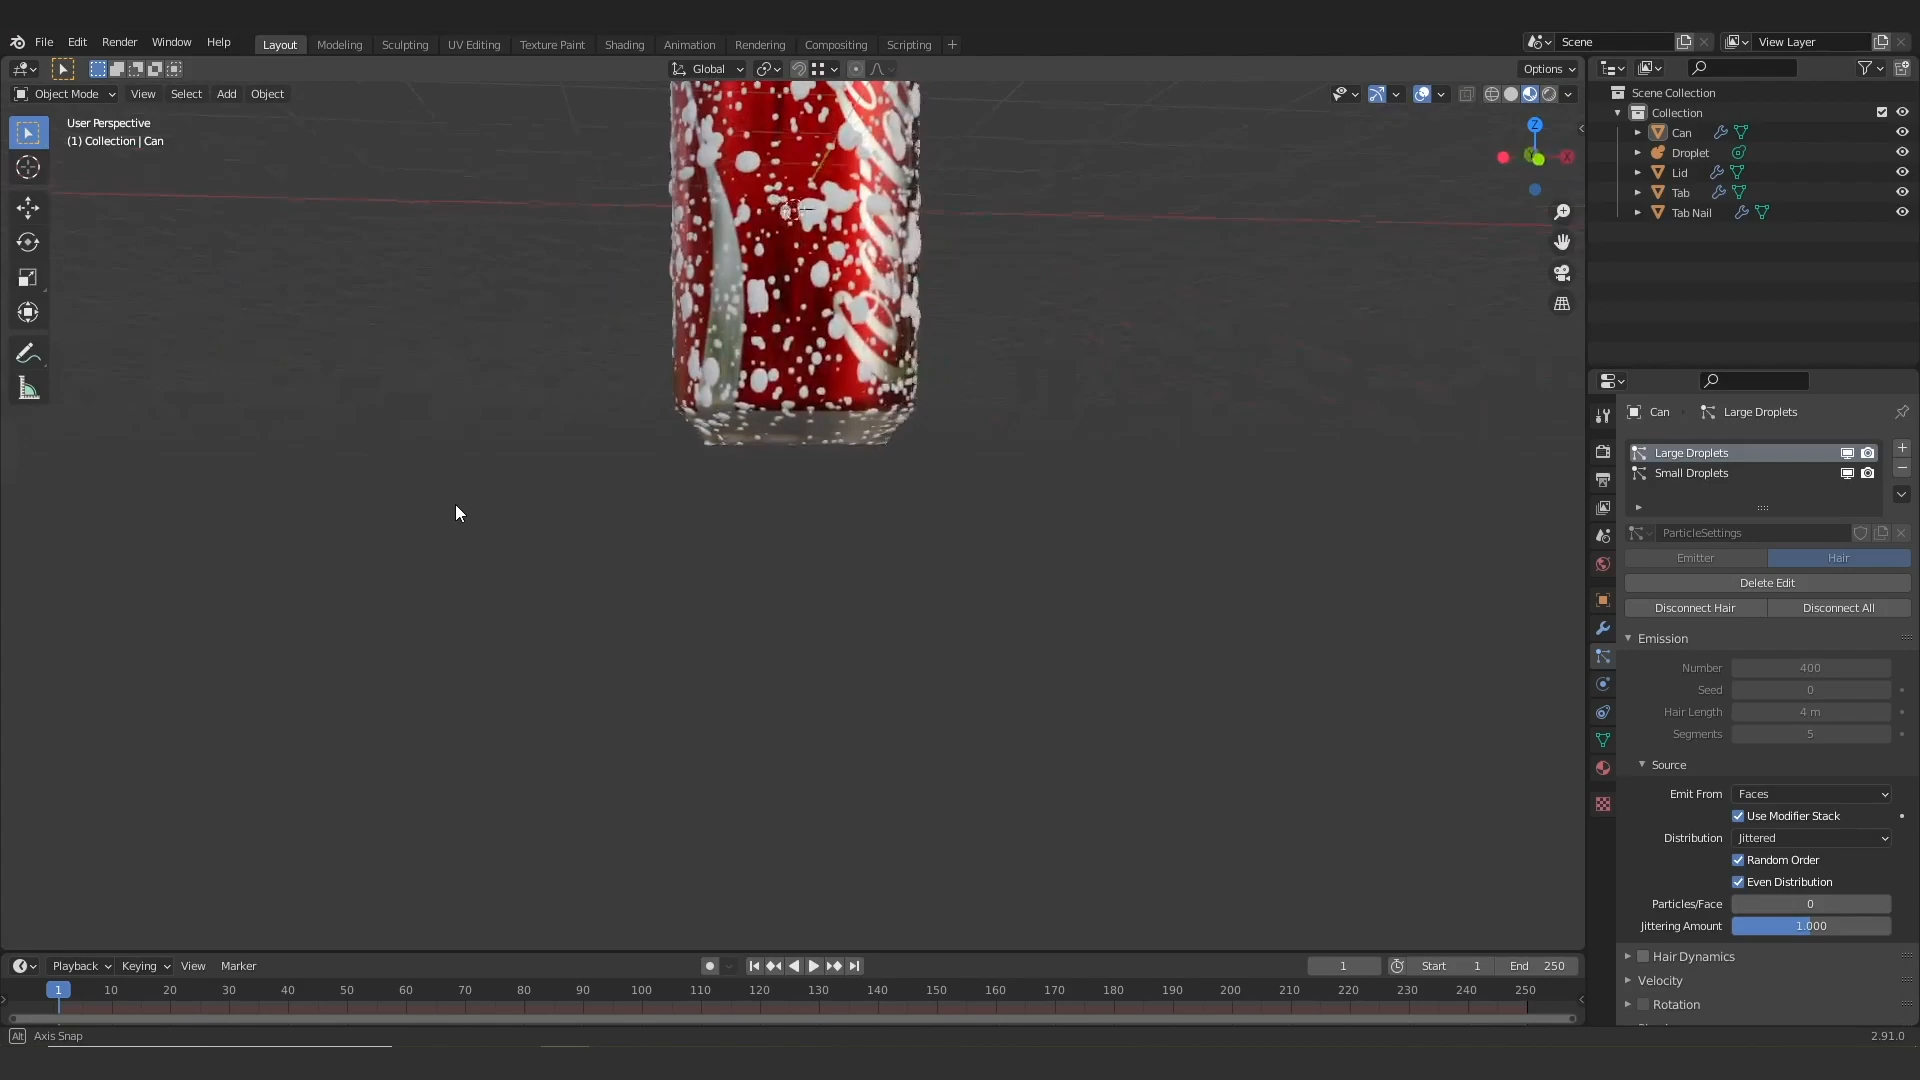 File Edit Render Window Help Layout Modeling Sculpting UV Editing Texture Paint Shading Animation Rendering Compositing Scripting + Scene View Layer
Global Options
Object Mode View Select Add Object
User Perspective
(1) Collection | Can
Z
Scene Collection
Collection
Can
Droplet
Lid
Tab
Tab Nail
Can Large Droplets
Large Droplets
Small Droplets
ParticleSettings
Emitter Hair
Delete Edit
Disconnect Hair Disconnect All
Emission
Number 400
Seed 0
Hair Length 4 m
Segments 5
Source
Emit From Faces
Use Modifier Stack
Distribution Jittered
Random Order
Even Distribution
Particles/Face 0
Jittering Amount 1.000
Hair Dynamics
Velocity
Rotation
Playback Keying View Marker 1 Start 1 End 250
1 10 20 30 40 50 60 70 80 90 100 110 120 130 140 150 160 170 180 190 200 210 220 230 240 250
Alt Axis Snap 2.91.0